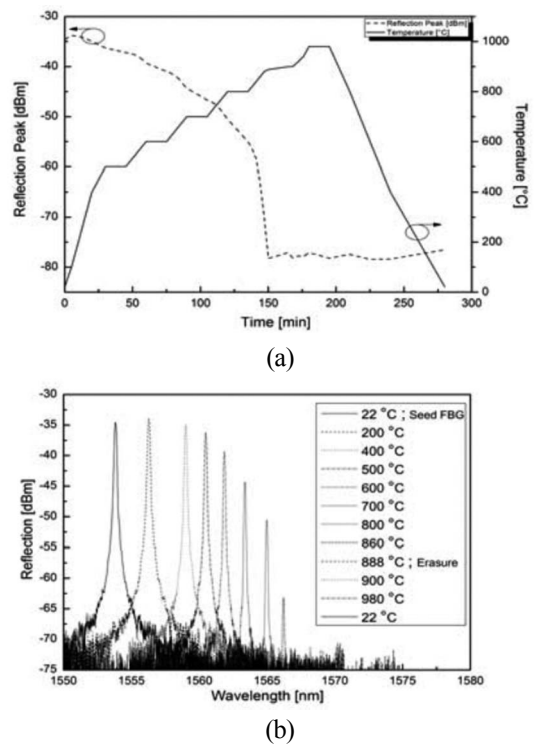 (a)
Reflection Peak [dBm]
Temperature [°C]
-30
-40
-50
-60
-70
-80
Reflection Peak [dBm]
1000
800
600
400
200
0
Temperature [°C]
0 50 100 150 200 250 300
Time [min]
(a)
(b)
-30
-35
-40
-45
-50
-55
-60
-65
-70
-75
Reflection [dBm]
22 °C ; Seed FBG
200 °C
400 °C
500 °C
600 °C
700 °C
800 °C
860 °C
888 °C ; Erasure
900 °C
980 °C
22 °C
1550 1555 1560 1565 1570 1575 1580
Wavelength [nm]
(b)